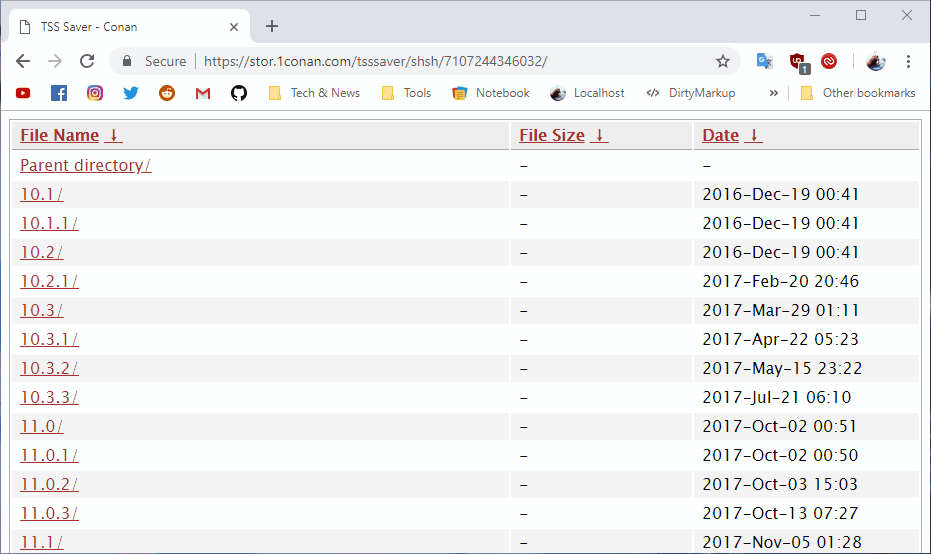 TSS Saver - Conan
Secure https://stor.1conan.com/tsssaver/shsh/7107244346032/
1
Tech & News Tools Notebook Localhost DirtyMarkup » Other bookmarks
File Name ↓ File Size ↓ Date ↓
Parent directory/ - -
10.1/ - 2016-Dec-19 00:41
10.1.1/ - 2016-Dec-19 00:41
10.2/ - 2016-Dec-19 00:41
10.2.1/ - 2017-Feb-20 20:46
10.3/ - 2017-Mar-29 01:11
10.3.1/ - 2017-Apr-22 05:23
10.3.2/ - 2017-May-15 23:22
10.3.3/ - 2017-Jul-21 06:10
11.0/ - 2017-Oct-02 00:51
11.0.1/ - 2017-Oct-02 00:50
11.0.2/ - 2017-Oct-03 15:03
11.0.3/ - 2017-Oct-13 07:27
11.1/ - 2017-Nov-05 01:28